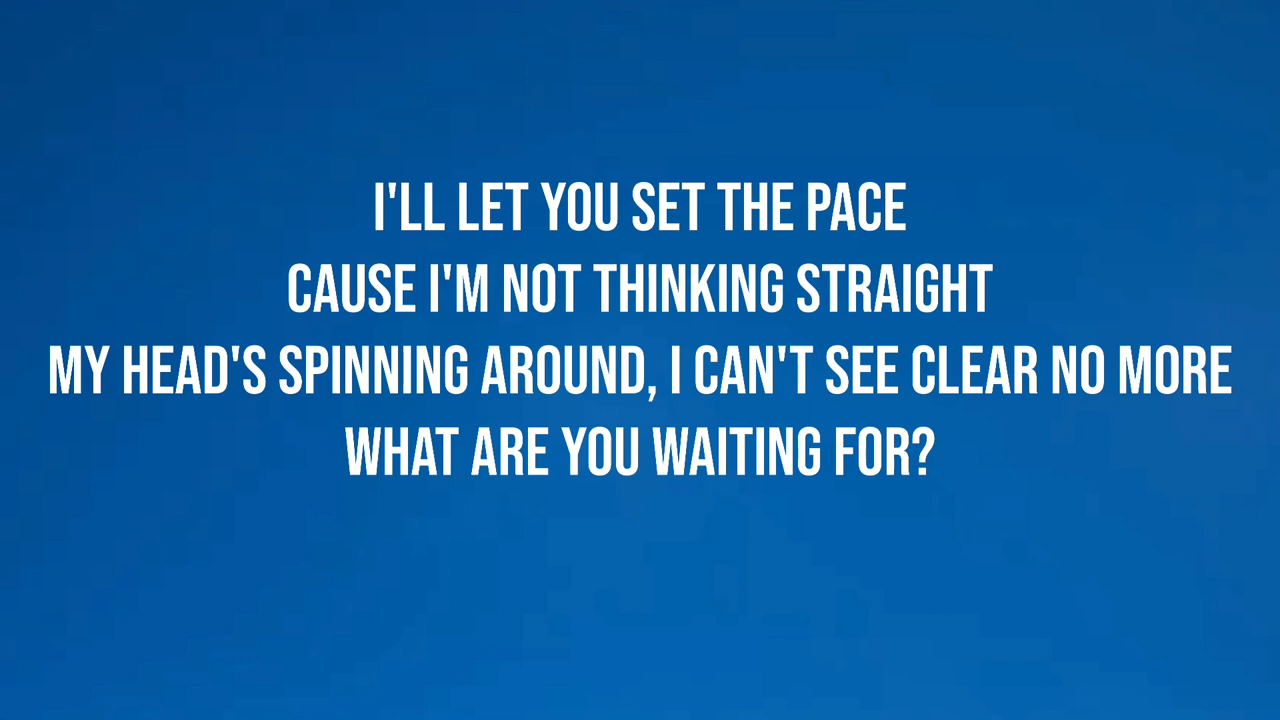 I'LL LET YOU SET THE PACE
CAUSE I'M NOT THINKING STRAIGHT
MY HEAD'S SPINNING AROUND, I CAN'T SEE CLEAR NO MORE
WHAT ARE YOU WAITING FOR?